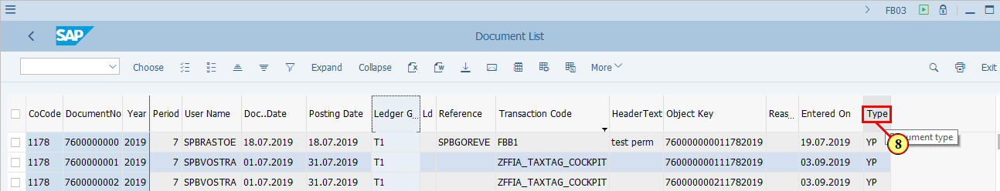 FB03
SAP Document List
Choose Expand Collapse More Exit
CoCode DocumentNo Year Period User Name Doc..Date Posting Date Ledger G... Ld Reference Transaction Code HeaderText Object Key Reas... Entered On Type
1178 7600000000 2019 7 SPBRASTOE 18.07.2019 18.07.2019 T1 SPBGOREVE FBB1 test perm 760000000011782019 19.07.2019 YP
8 ocument type
1178 7600000001 2019 7 SPBVOSTRA 01.07.2019 31.07.2019 T1 ZFFIA_TAXTAG_COCKPIT 760000000111782019 03.09.2019 YP
1178 7600000002 2019 7 SPBVOSTRA 01.07.2019 31.07.2019 T1 ZFFIA_TAXTAG_COCKPIT 760000000211782019 03.09.2019 YP